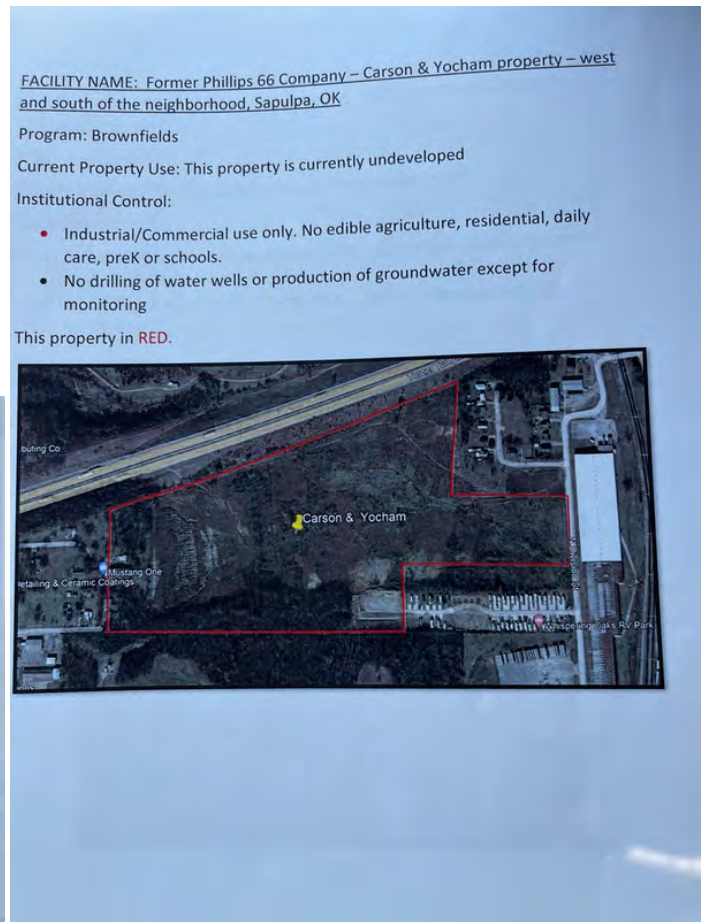 FACILITY NAME: Former Phillips 66 Company – Carson & Yocham property – west
and south of the neighborhood, Sapulpa, OK
Program: Brownfields
Current Property Use: This property is currently undeveloped
Institutional Control:
• Industrial/Commercial use only. No edible agriculture, residential, daily
care, preK or schools.
• No drilling of water wells or production of groundwater except for
monitoring
This property in RED.
buting Co
Carson & Yocham
Mustang One
etailing & Ceramic Coatings
Whispering Oaks RV Park